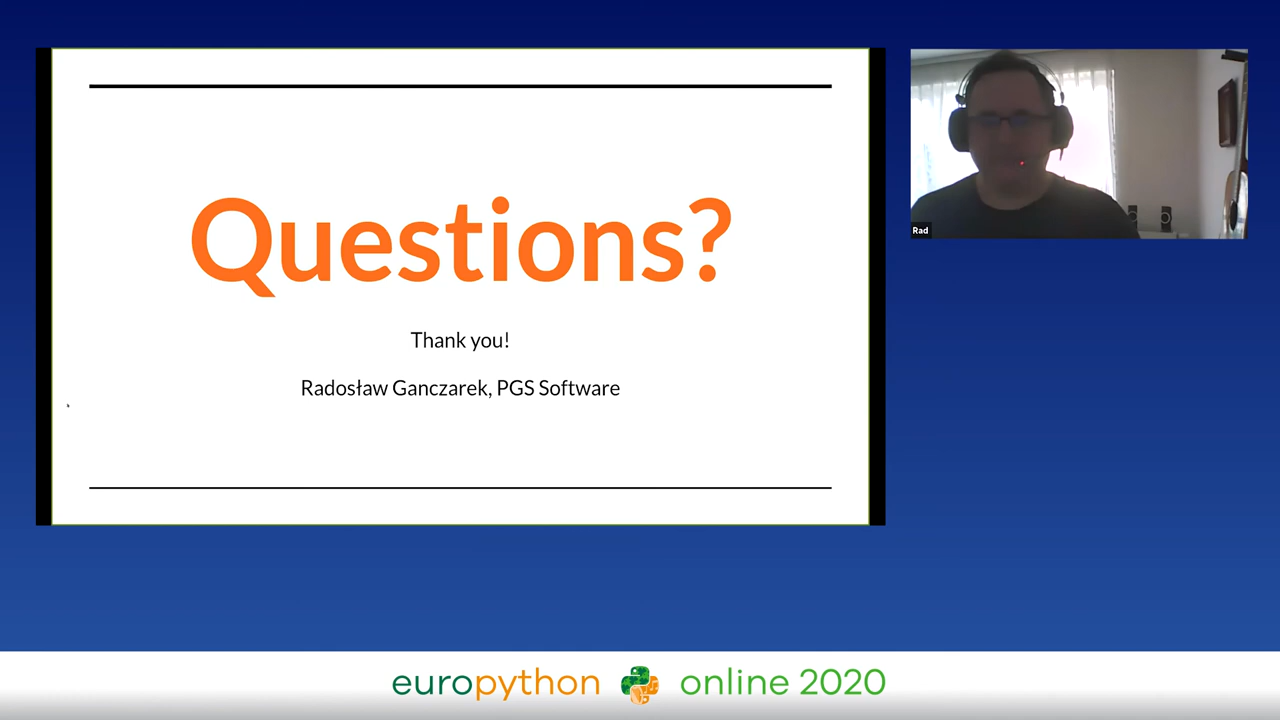 Questions?
Thank you!
Radosław Ganczarek, PGS Software
Rad
europython online 2020